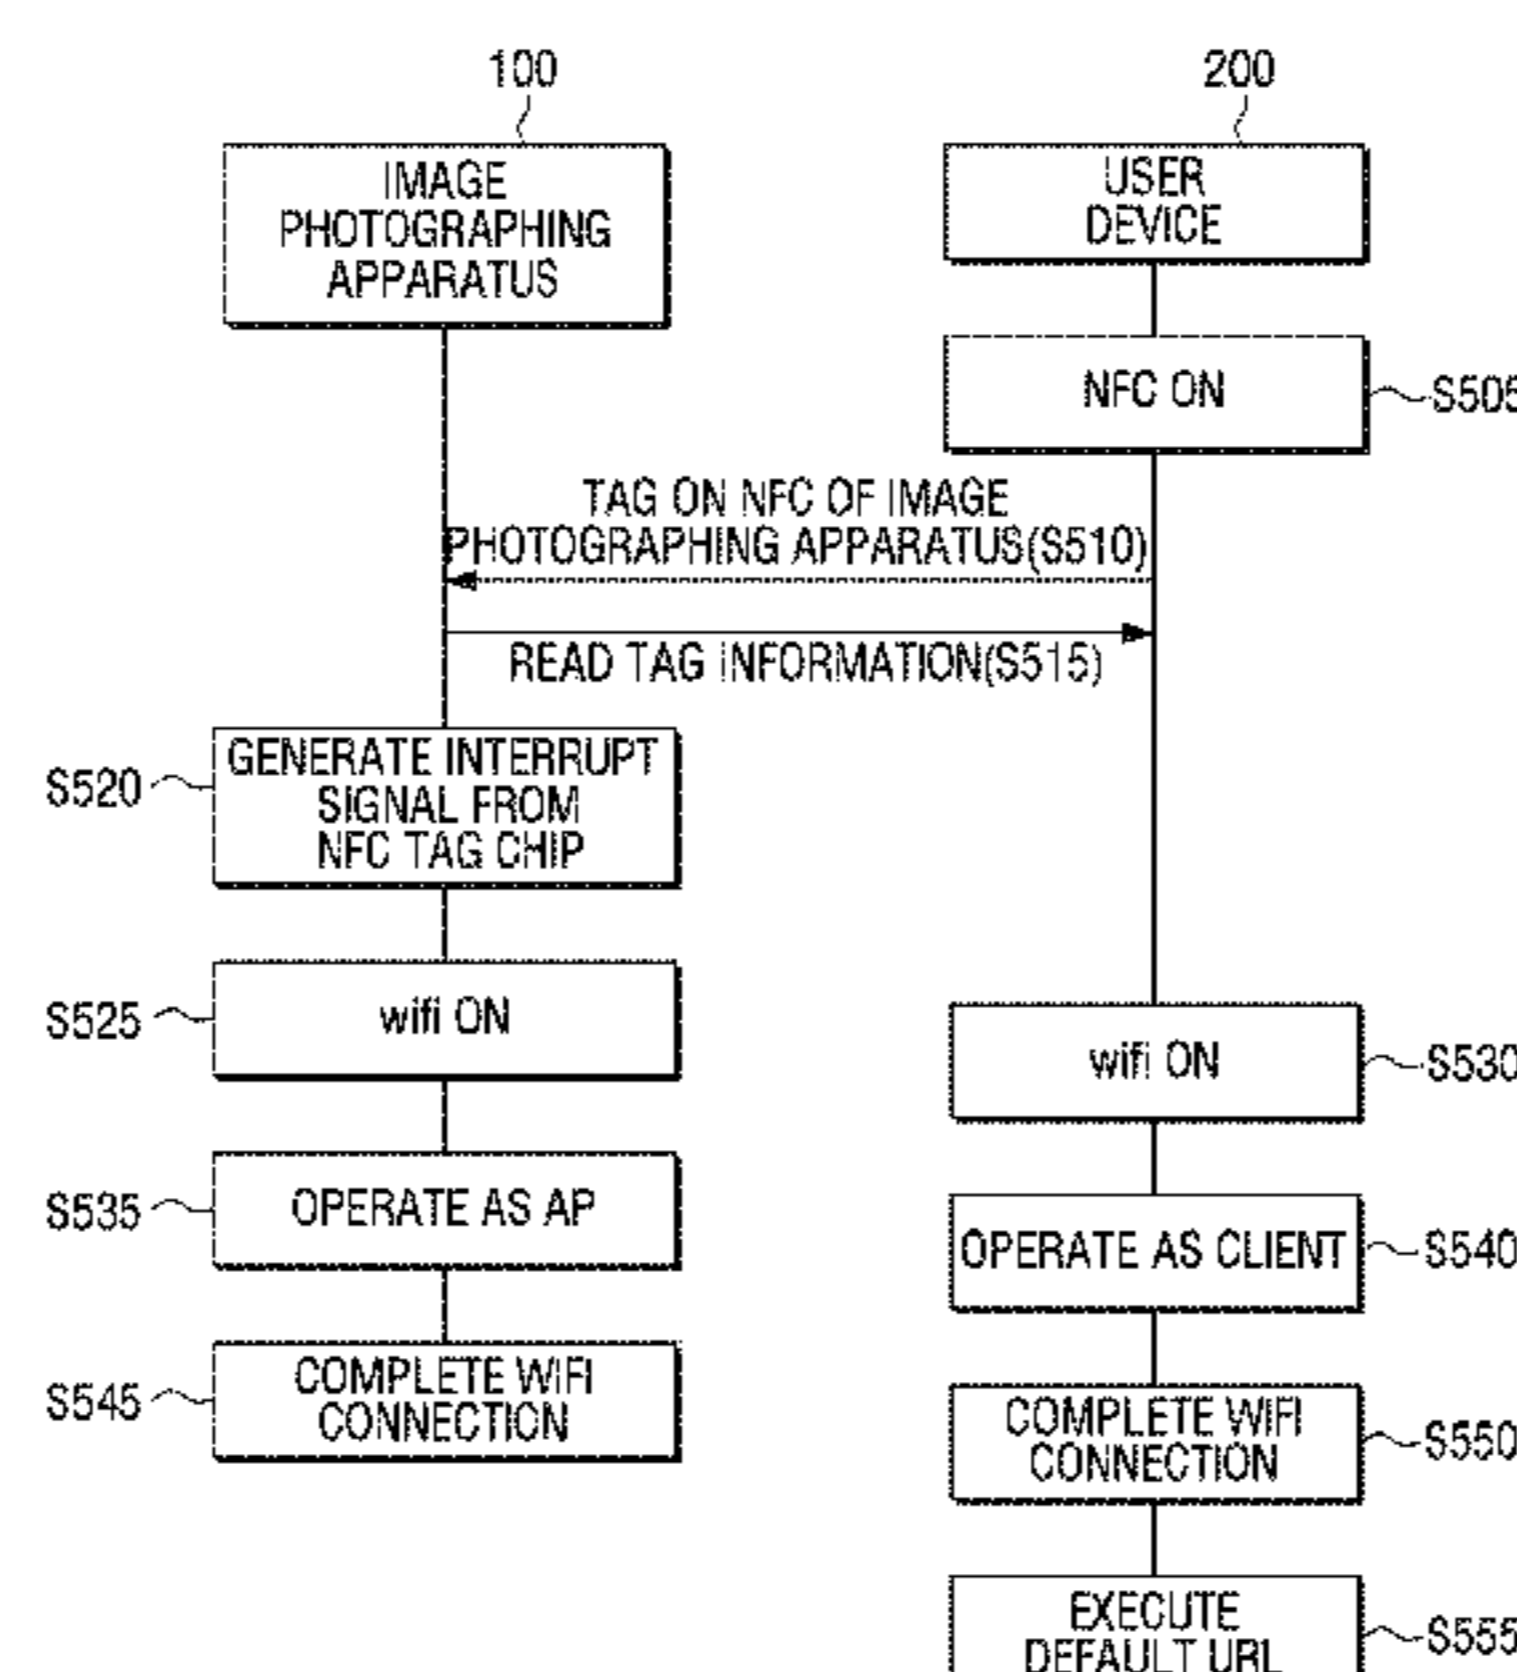 100
200
IMAGE
PHOTOGRAPHING
APPARATUS
USER
DEVICE
NFC ON
S505
TAG ON NFC OF IMAGE
PHOTOGRAPHING APPARATUS(S510)
READ TAG INFORMATION(S515)
S520
GENERATE INTERRUPT
SIGNAL FROM
NFC TAG CHIP
S525
wifi ON
wifi ON
S530
S535
OPERATE AS AP
OPERATE AS CLIENT
S540
S545
COMPLETE WIFI
CONNECTION
COMPLETE WIFI
CONNECTION
S550
EXECUTE
DEFAULT URL
S555